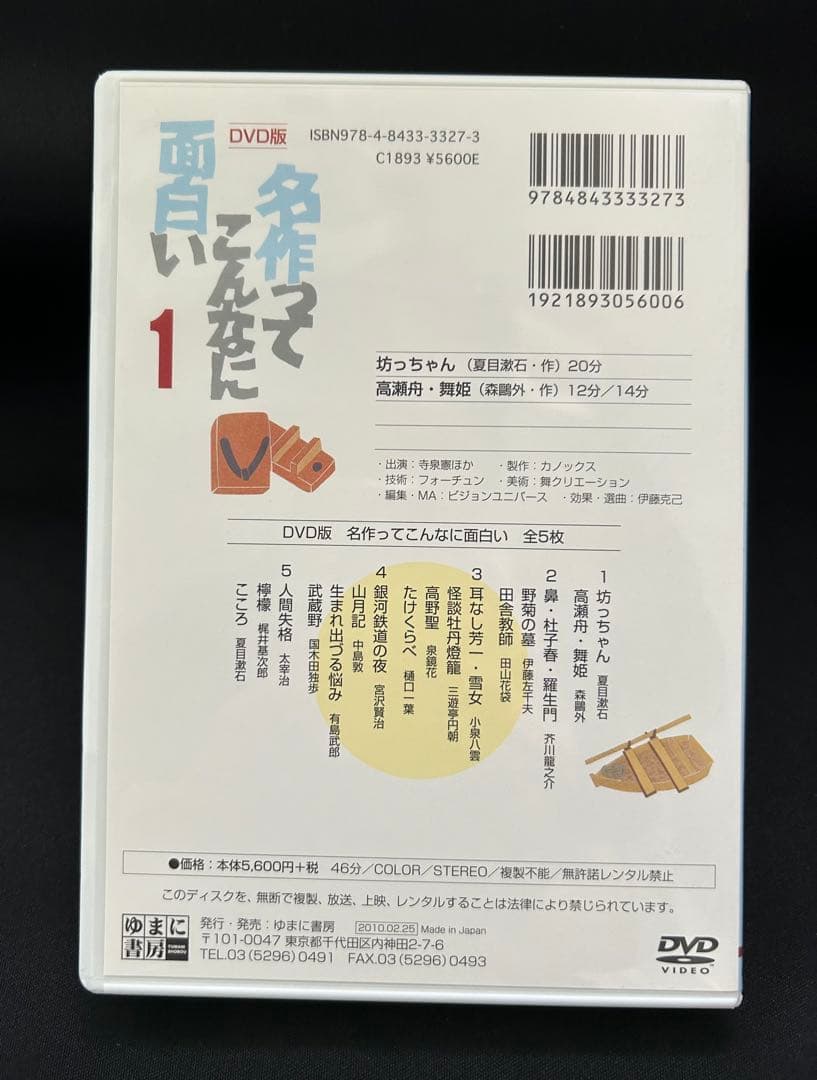 DVD版
ISBN978-4-8433-3327-3
C1893 ¥5600E
9784843333273
1921893056006
名作って
こんなに
面白い
1
坊っちゃん（夏目漱石・作）20分
高瀬舟・舞姫（森鷗外・作）12分／14分
・出演：寺泉憲ほか ・製作：カノックス
・技術：フォーチュン ・美術：舞クリエーション
・編集・MA：ビジョンユニバース ・効果・選曲：伊藤克己
DVD版 名作ってこんなに面白い 全5枚
1 坊っちゃん 夏目漱石
高瀬舟・舞姫 森鷗外
2 鼻・杜子春・羅生門 芥川龍之介
野菊の墓 伊藤左千夫
田舎教師 田山花袋
3 耳なし芳一・雪女 小泉八雲
怪談牡丹燈籠 三遊亭円朝
高野聖 泉鏡花
たけくらべ 樋口一葉
4 銀河鉄道の夜 宮沢賢治
山月記 中島敦
生まれ出づる悩み 有島武郎
武蔵野 国木田独歩
5 人間失格 太宰治
檸檬 梶井基次郎
こころ 夏目漱石
●価格：本体5,600円＋税 46分／COLOR／STEREO／複製不能／無許諾レンタル禁止
このディスクを、無断で複製、放送、上映、レンタルすることは法律により禁じられています。
ゆまに
書房
YUMANI
SHOBOU
発行・発売：ゆまに書房 2010.02.25 Made in Japan
〒101-0047 東京都千代田区内神田2-7-6
TEL.03(5296)0491 FAX.03(5296)0493
DVD
VIDEO